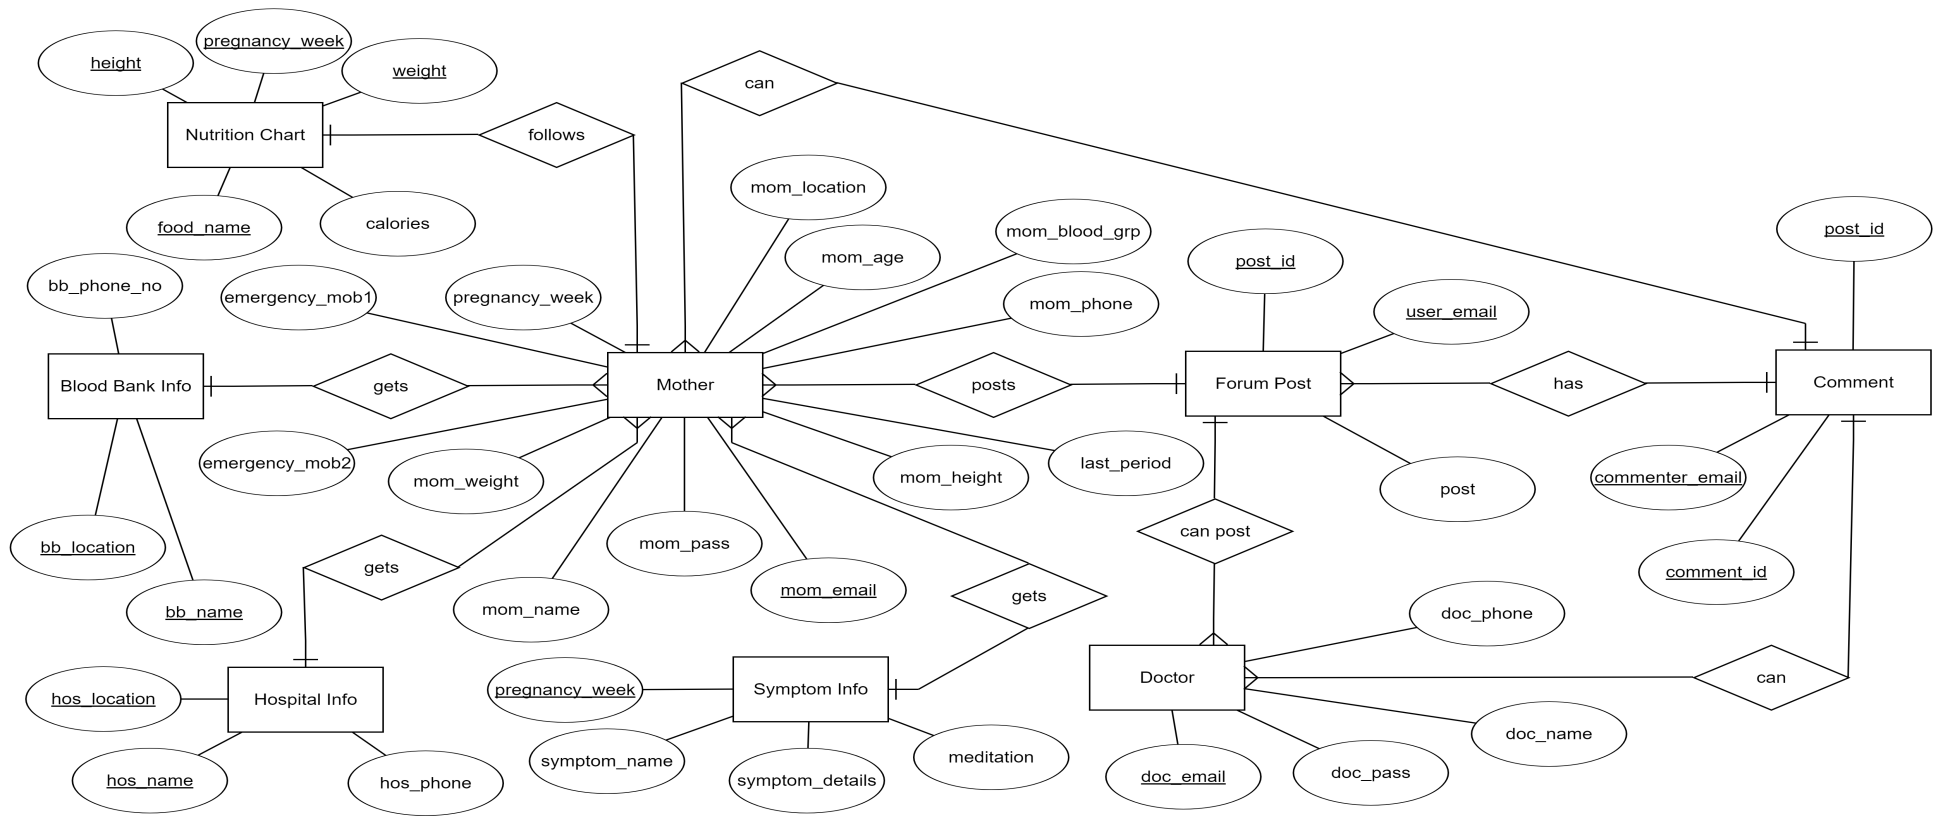 pregnancy_week
height
weight
can
Nutrition Chart
follows
mom_location
food_name
calories
post_id
mom_blood_grp
mom_age
post_id
bb_phone_no
emergency_mob1
pregnancy_week
mom_phone
user_email
Blood Bank Info
gets
Mother
posts
Forum Post
has
Comment
emergency_mob2
mom_weight
mom_height
last_period
post
commenter_email
can post
bb_location
gets
mom_pass
comment_id
bb_name
mom_name
mom_email
gets
doc_phone
hos_location
Hospital Info
pregnancy_week
Symptom Info
Doctor
can
hos_name
hos_phone
symptom_name
symptom_details
meditation
doc_email
doc_pass
doc_name